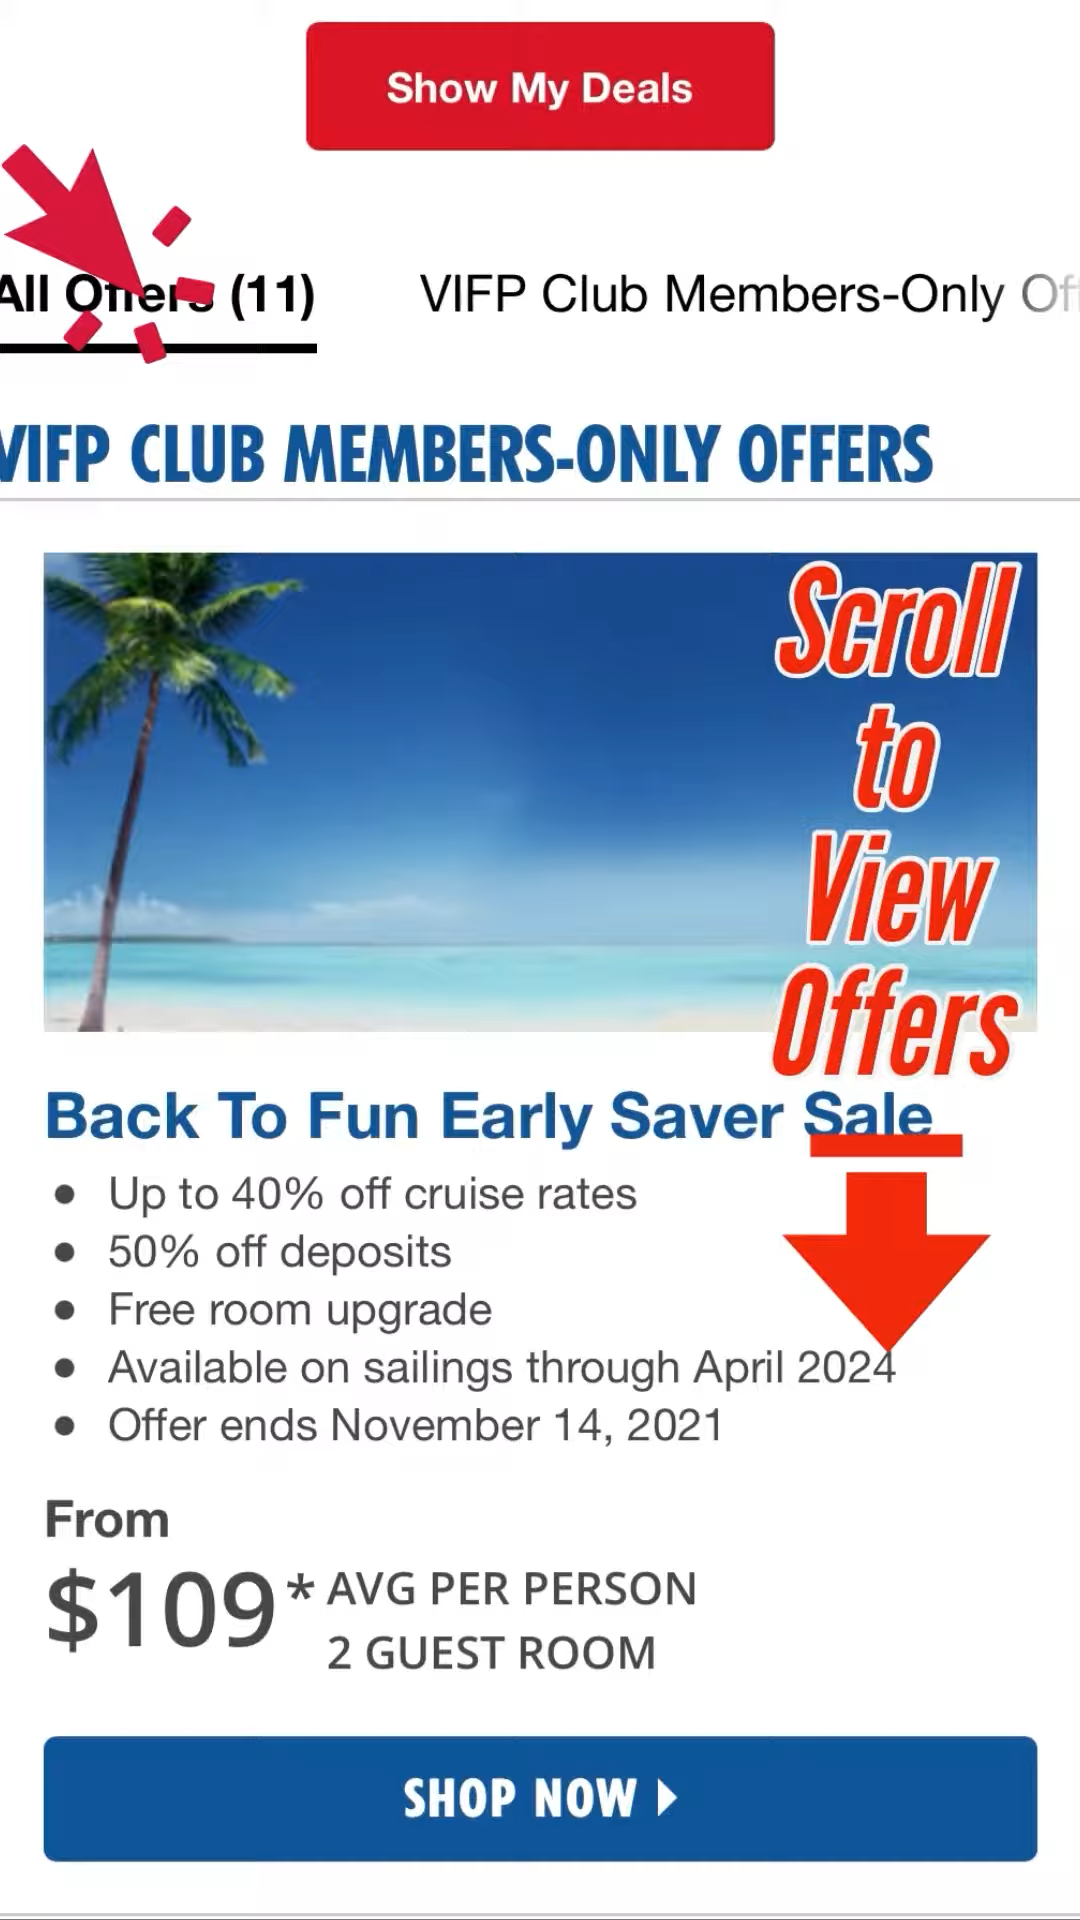 Show My Deals
All Offers (11)
VIFP Club Members-Only Off
VIFP CLUB MEMBERS-ONLY OFFERS
Scroll
to
View
Offers
Back To Fun Early Saver Sale
• Up to 40% off cruise rates
• 50% off deposits
• Free room upgrade
• Available on sailings through April 2024
• Offer ends November 14, 2021
From
$109* AVG PER PERSON
2 GUEST ROOM
SHOP NOW